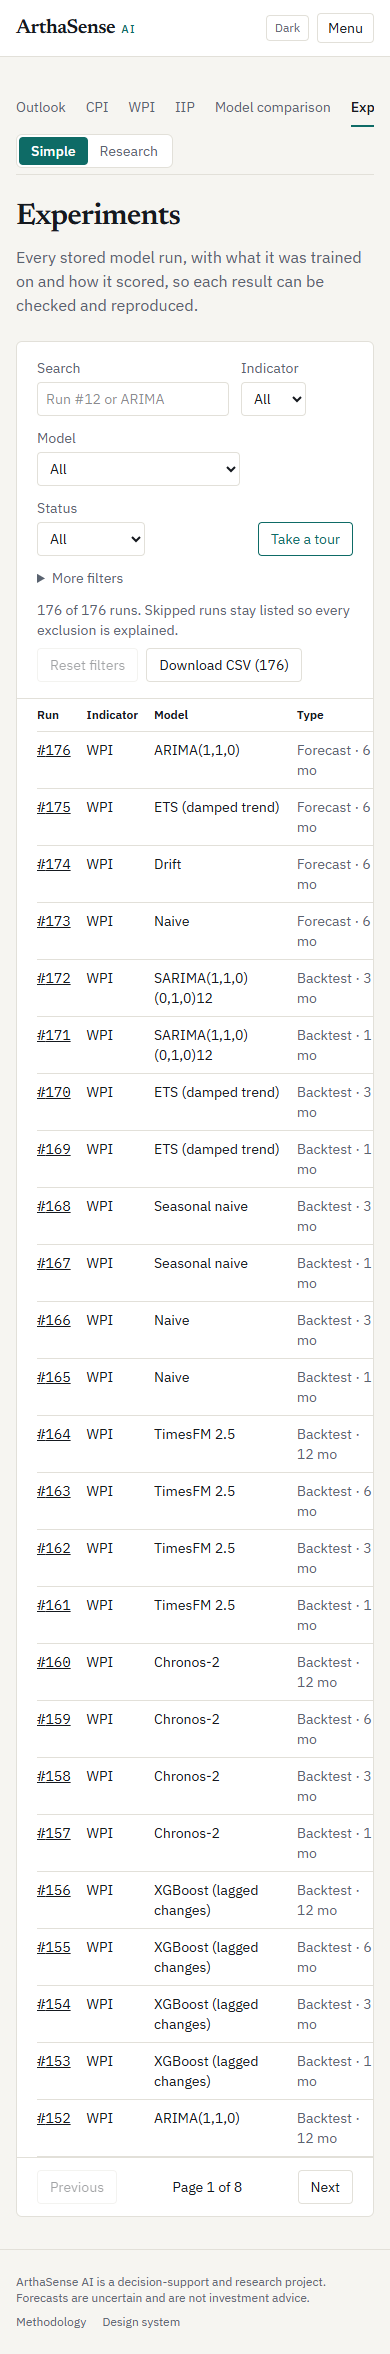 ArthaSense AI
Dark
Menu
Outlook CPI WPI IIP Model comparison Exp
Simple Research
Experiments
Every stored model run, with what it was trained
on and how it scored, so each result can be
checked and reproduced.
Search Indicator
Run #12 or ARIMA All
Model
All
Status
All Take a tour
More filters
176 of 176 runs. Skipped runs stay listed so every
exclusion is explained.
Reset filters Download CSV (176)
Run Indicator Model Type
#176 WPI ARIMA(1,1,0) Forecast · 6
mo
#175 WPI ETS (damped trend) Forecast · 6
mo
#174 WPI Drift Forecast · 6
mo
#173 WPI Naive Forecast · 6
mo
#172 WPI SARIMA(1,1,0) Backtest · 3
(0,1,0)12 mo
#171 WPI SARIMA(1,1,0) Backtest · 1
(0,1,0)12 mo
#170 WPI ETS (damped trend) Backtest · 3
mo
#169 WPI ETS (damped trend) Backtest · 1
mo
#168 WPI Seasonal naive Backtest · 3
mo
#167 WPI Seasonal naive Backtest · 1
mo
#166 WPI Naive Backtest · 3
mo
#165 WPI Naive Backtest · 1
mo
#164 WPI TimesFM 2.5 Backtest ·
12 mo
#163 WPI TimesFM 2.5 Backtest · 6
mo
#162 WPI TimesFM 2.5 Backtest · 3
mo
#161 WPI TimesFM 2.5 Backtest · 1
mo
#160 WPI Chronos-2 Backtest ·
12 mo
#159 WPI Chronos-2 Backtest · 6
mo
#158 WPI Chronos-2 Backtest · 3
mo
#157 WPI Chronos-2 Backtest · 1
mo
#156 WPI XGBoost (lagged Backtest ·
changes) 12 mo
#155 WPI XGBoost (lagged Backtest · 6
changes) mo
#154 WPI XGBoost (lagged Backtest · 3
changes) mo
#153 WPI XGBoost (lagged Backtest · 1
changes) mo
#152 WPI ARIMA(1,1,0) Backtest ·
12 mo
Previous Page 1 of 8 Next
ArthaSense AI is a decision-support and research project.
Forecasts are uncertain and are not investment advice.
Methodology Design system